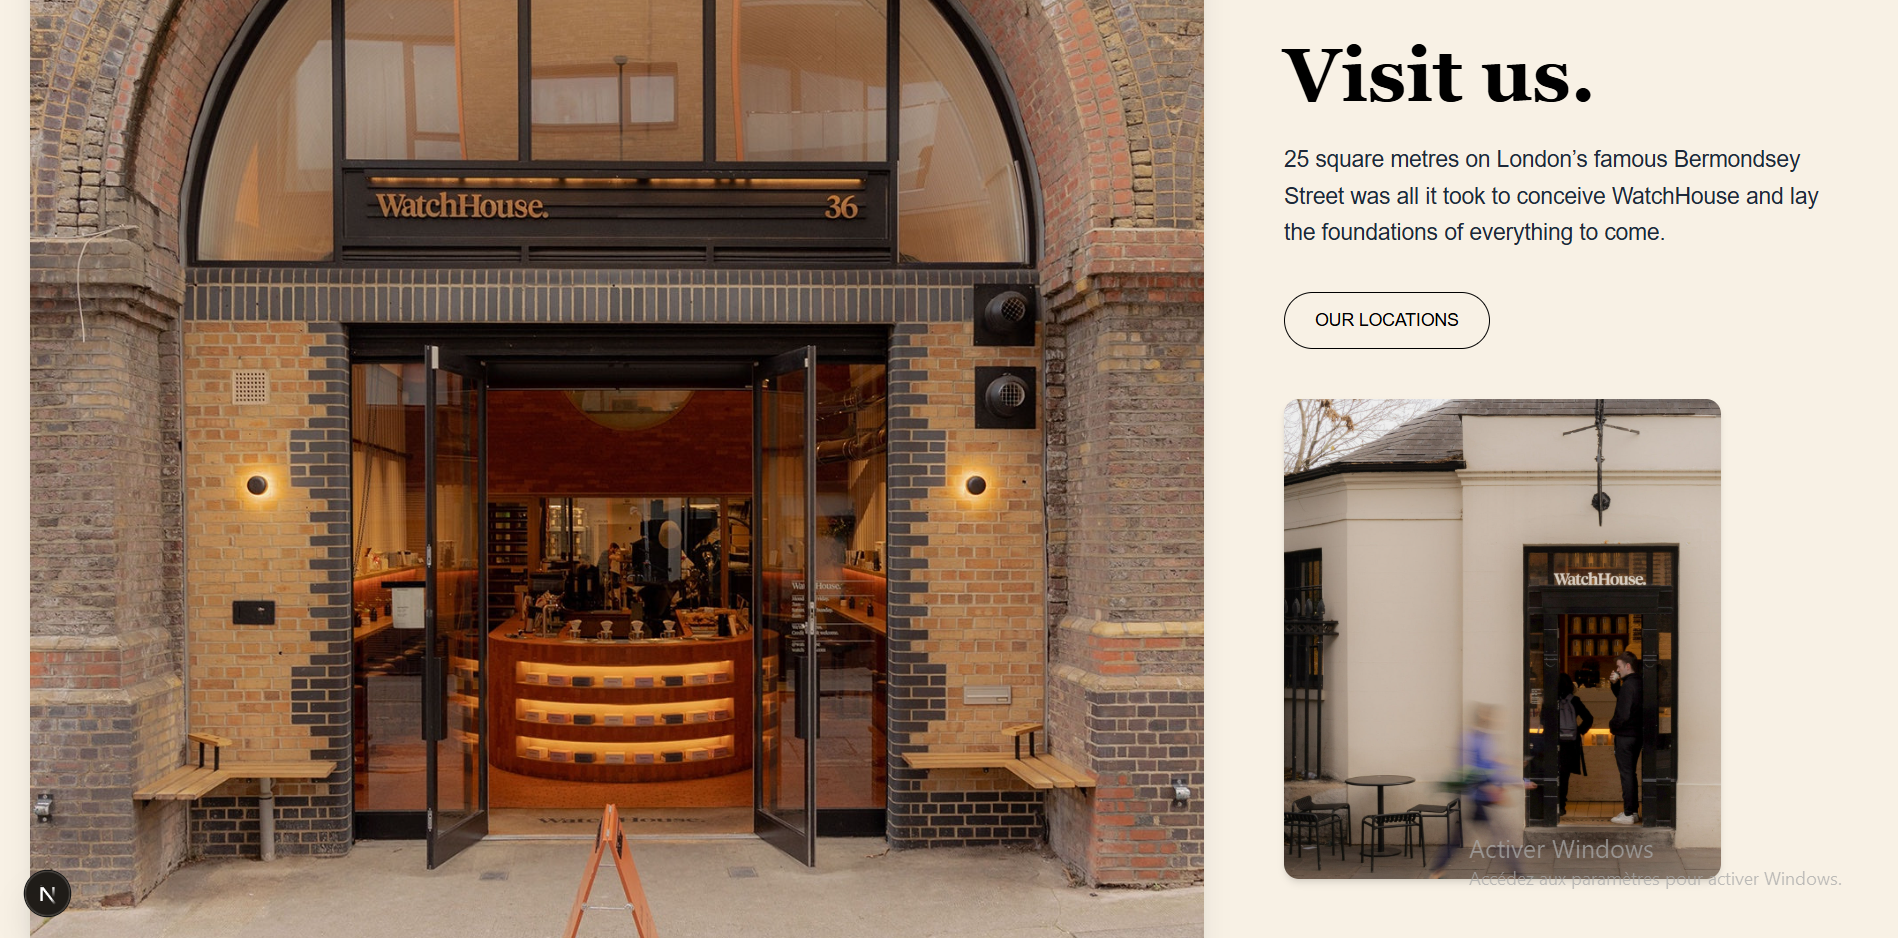 WatchHouse.
36
WatchHouse.
Visit us.
25 square metres on London’s famous Bermondsey
Street was all it took to conceive WatchHouse and lay
the foundations of everything to come.
OUR LOCATIONS
WatchHouse.
Activer Windows
Accédez aux paramètres pour activer Windows.
N